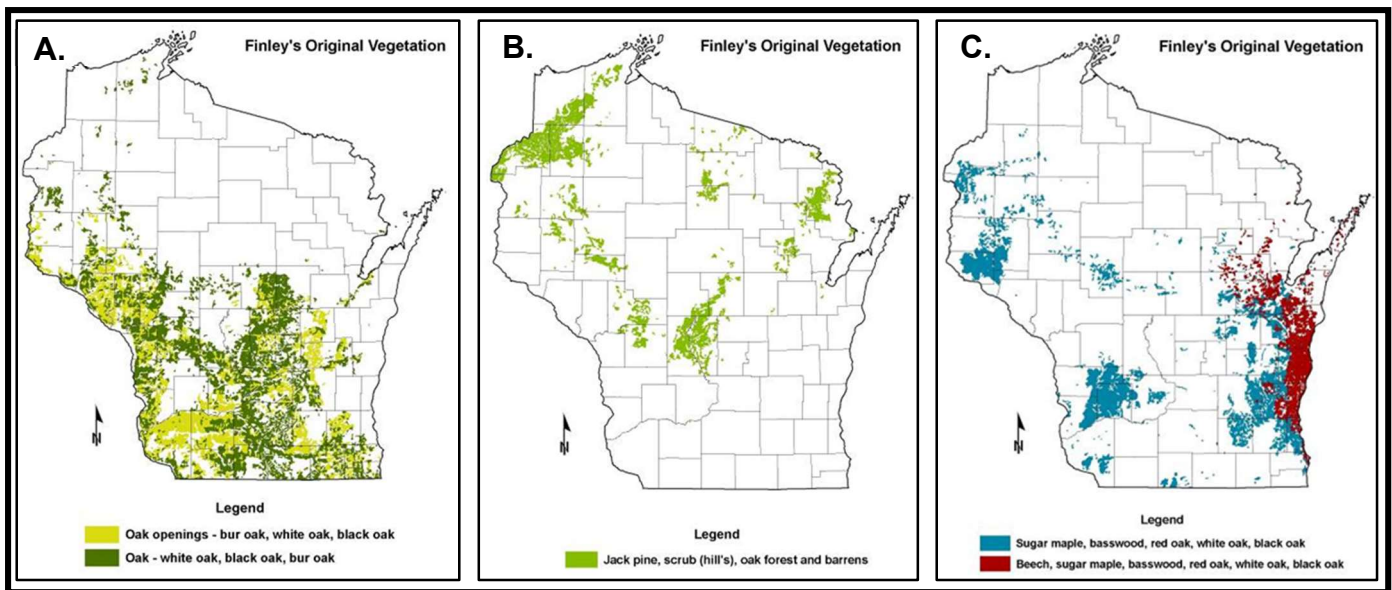 A.
Finley's Original Vegetation
N
Legend
Oak openings - bur oak, white oak, black oak
Oak - white oak, black oak, bur oak
B.
Finley's Original Vegetation
N
Legend
Jack pine, scrub (hill's), oak forest and barrens
C.
Finley's Original Vegetation
N
Legend
Sugar maple, basswood, red oak, white oak, black oak
Beech, sugar maple, basswood, red oak, white oak, black oak